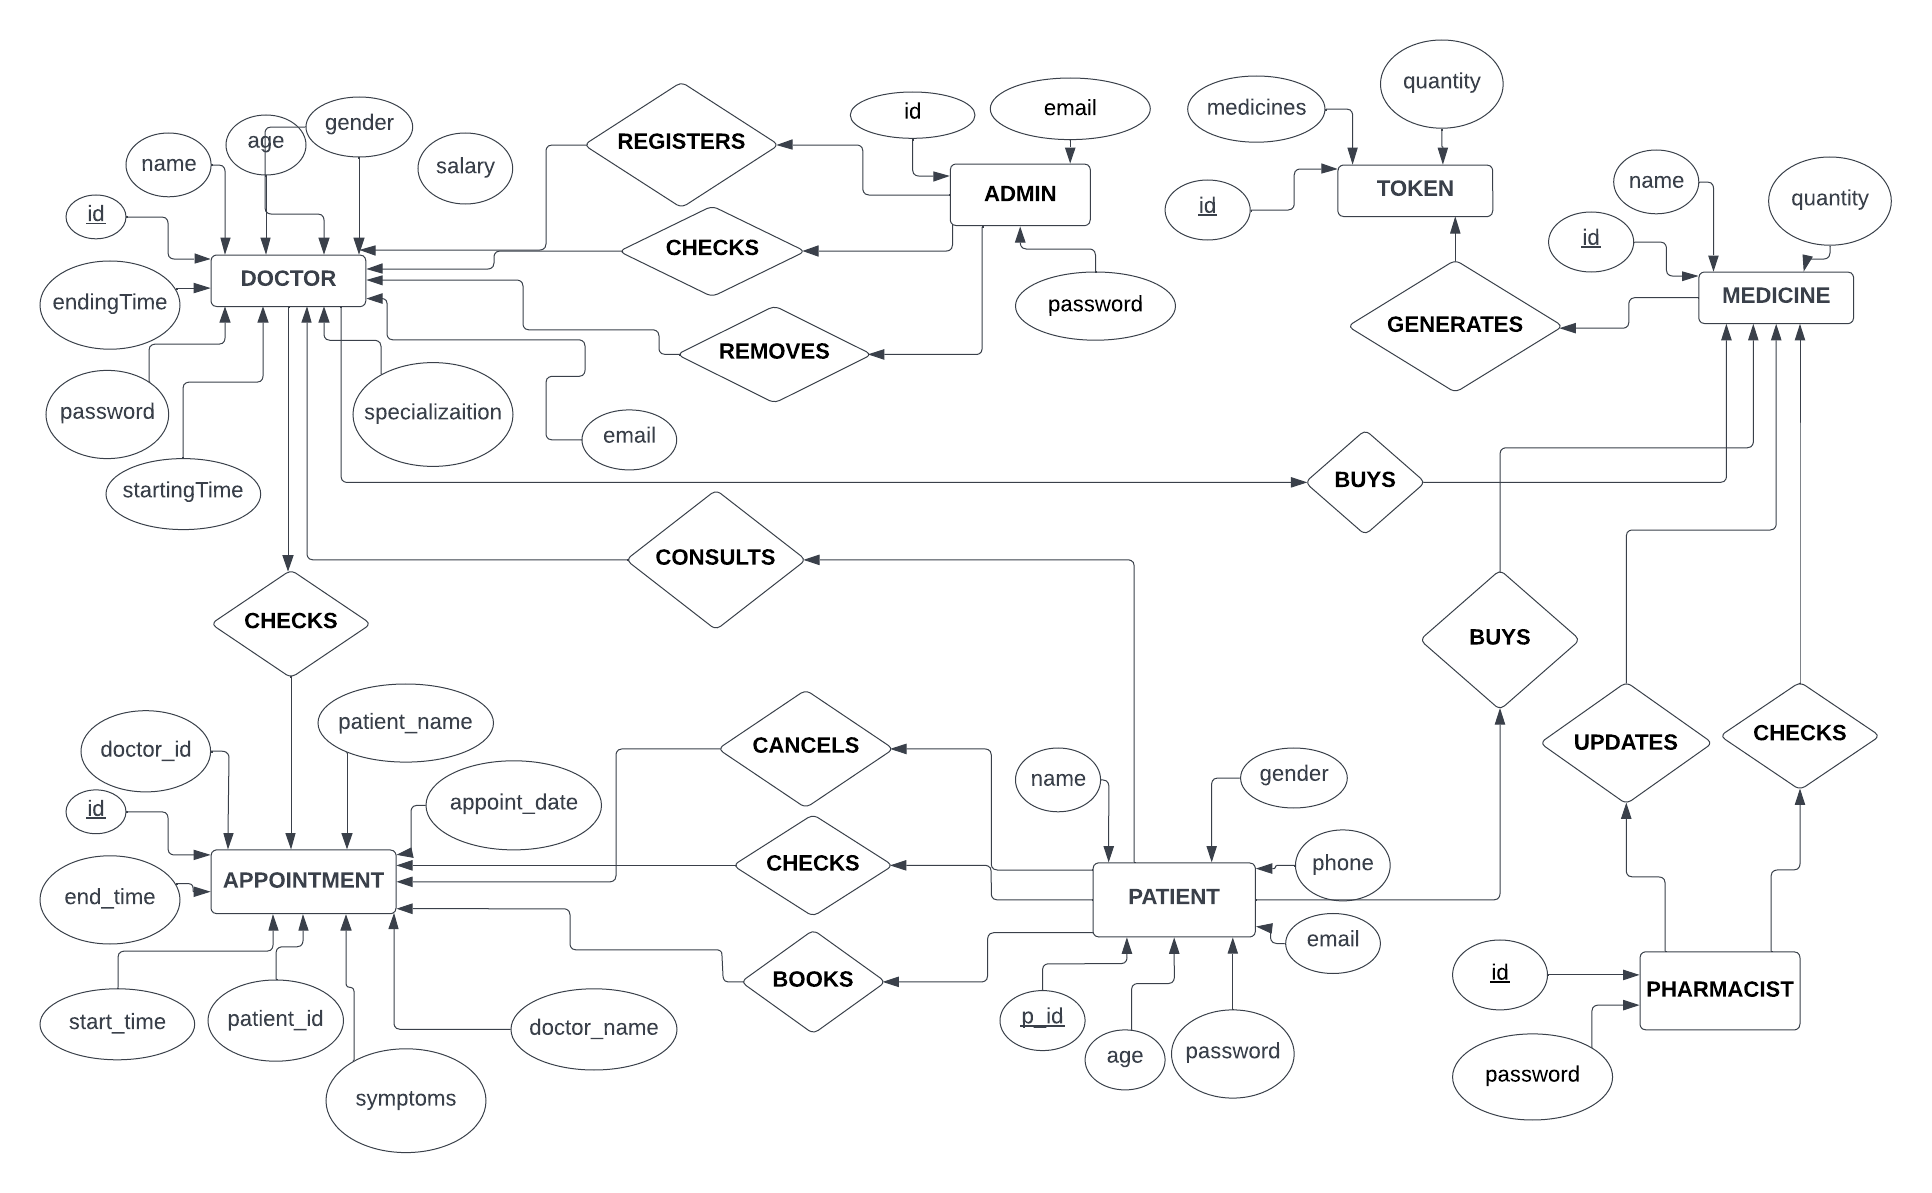 quantity
id
email
medicines
gender
age
REGISTERS
name
salary
ADMIN
TOKEN
name
quantity
id
id
id
CHECKS
DOCTOR
MEDICINE
endingTime
password
GENERATES
REMOVES
password
specializaition
email
BUYS
startingTime
CONSULTS
CHECKS
BUYS
patient_name
doctor_id
CANCELS
UPDATES
CHECKS
name
gender
appoint_date
id
CHECKS
phone
APPOINTMENT
end_time
PATIENT
email
BOOKS
id
PHARMACIST
start_time
patient_id
doctor_name
p_id
age
password
password
symptoms